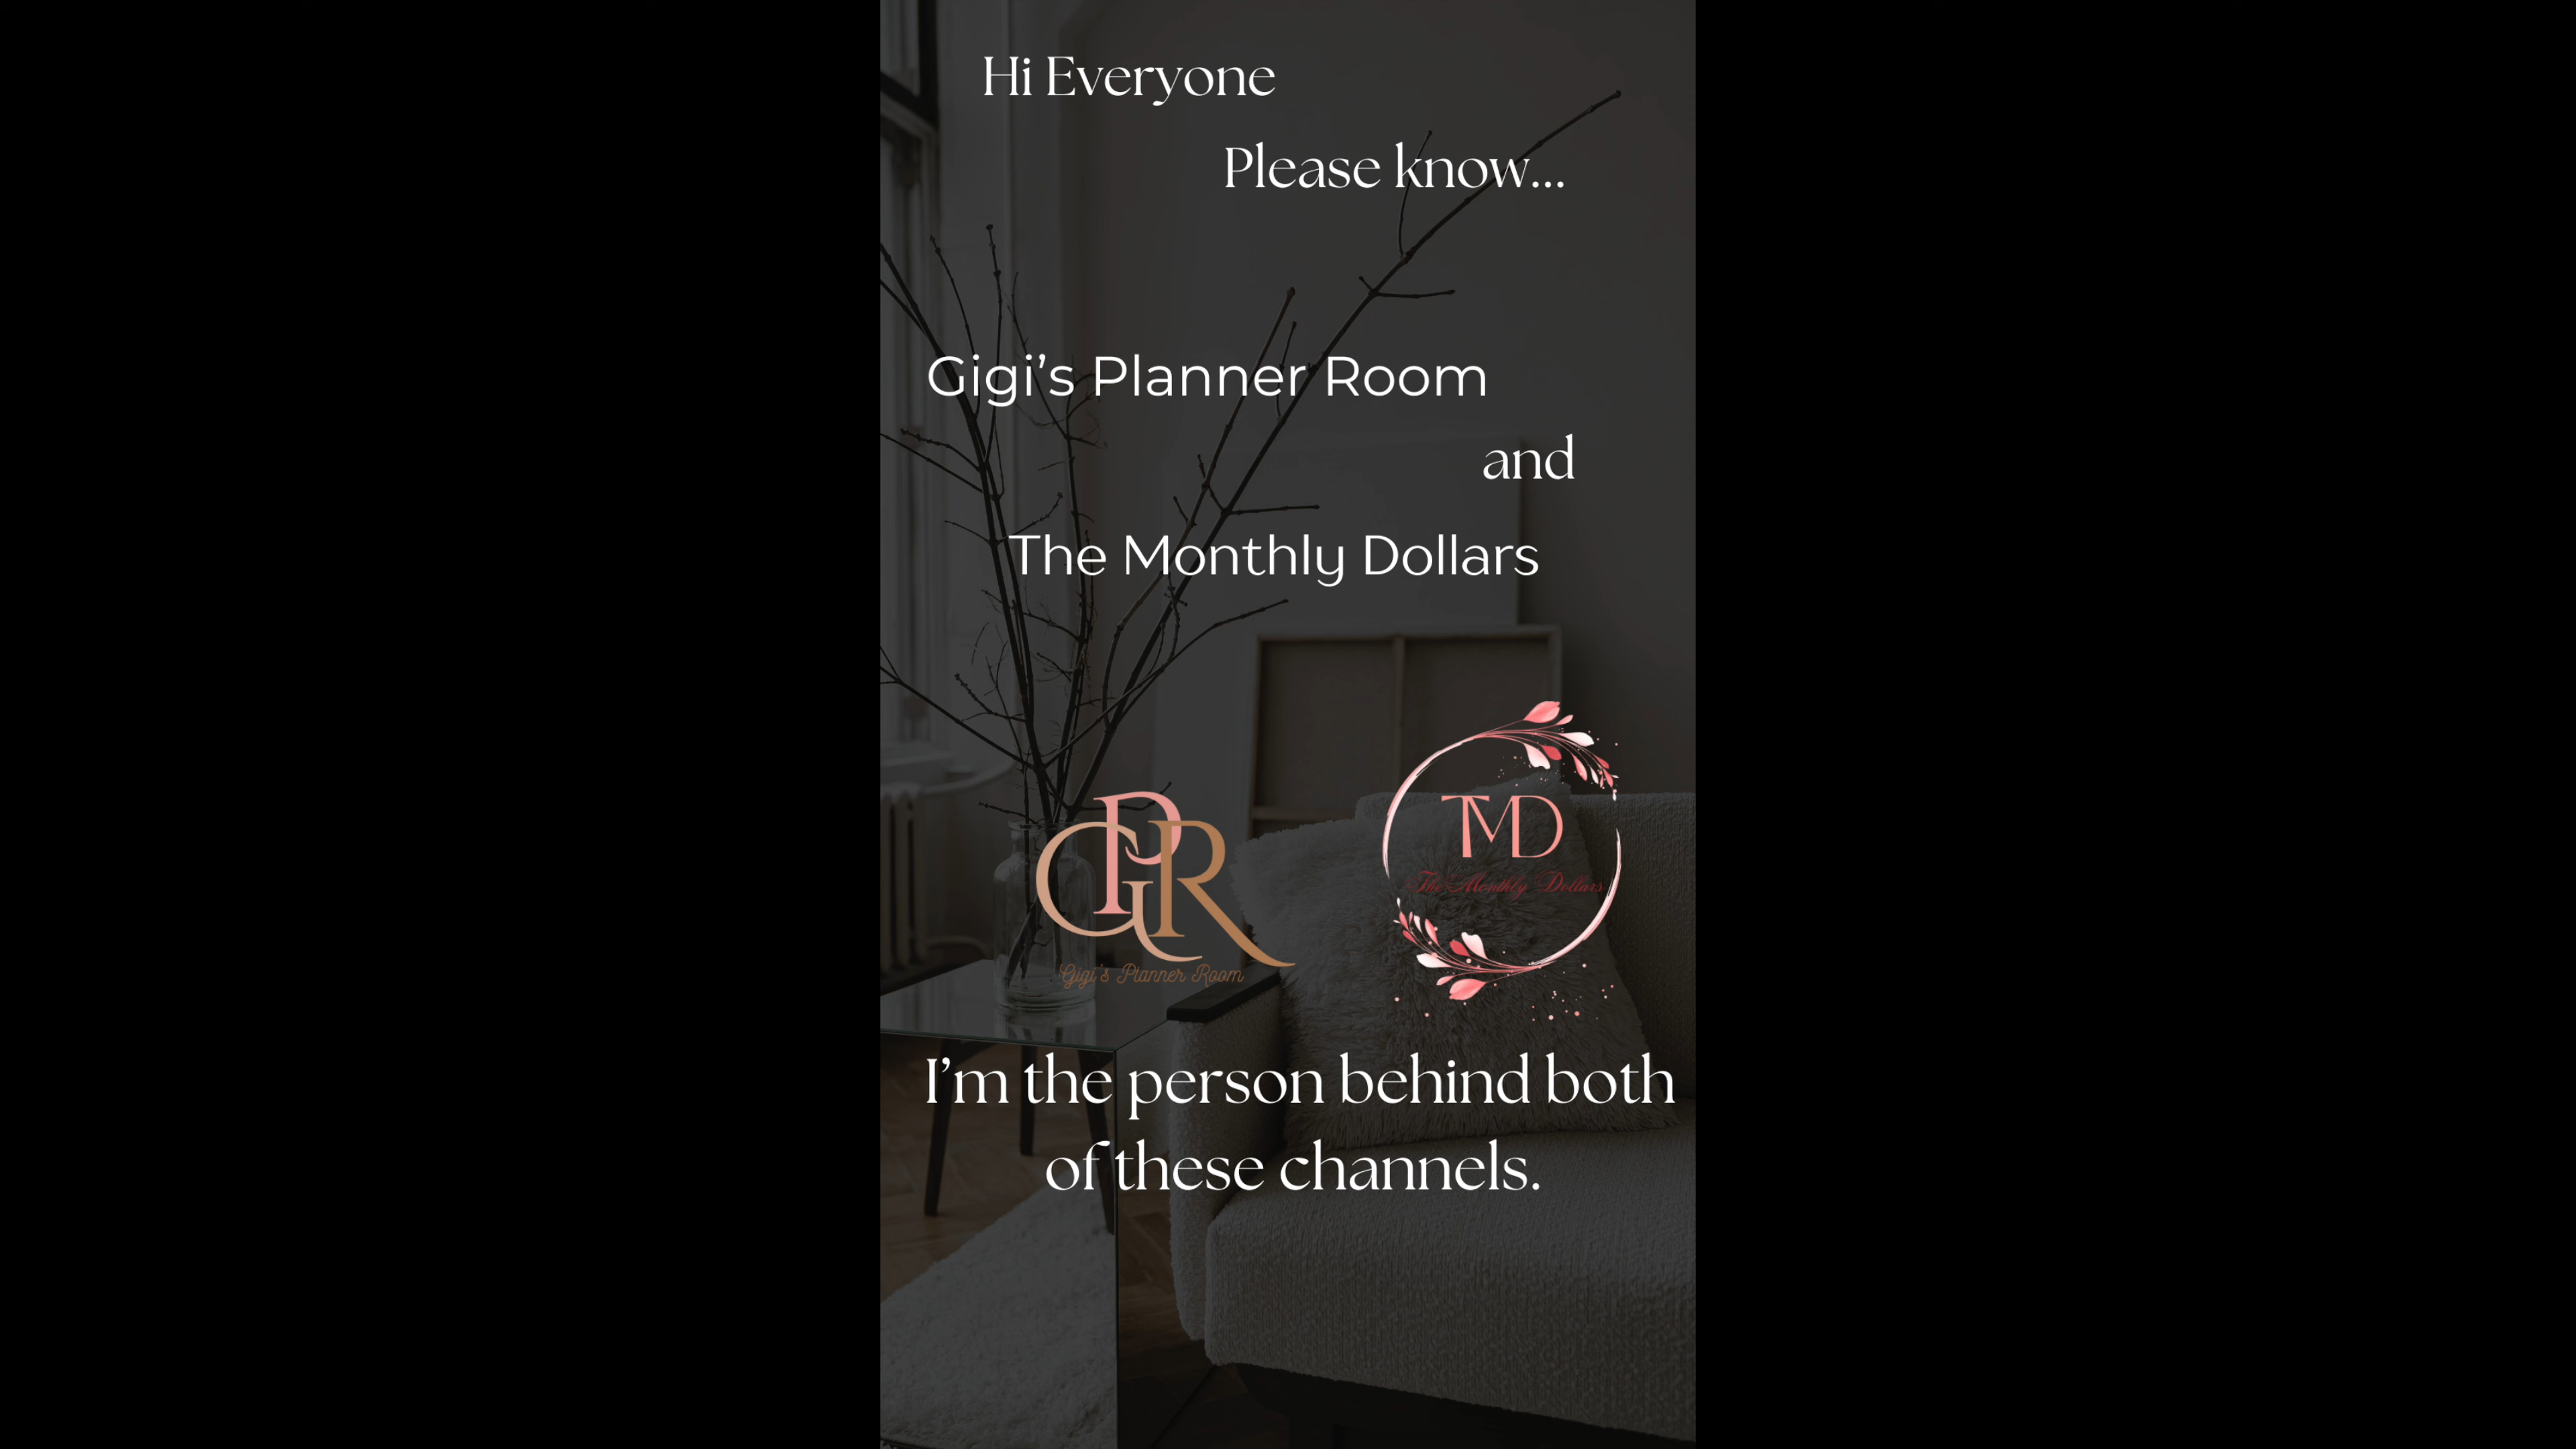 Hi Everyone
Please know...
Gigi’s Planner Room
and
The Monthly Dollars
GPR
Gigi's Planner Room
TMD
The Monthly Dollars
I’m the person behind both
of these channels.